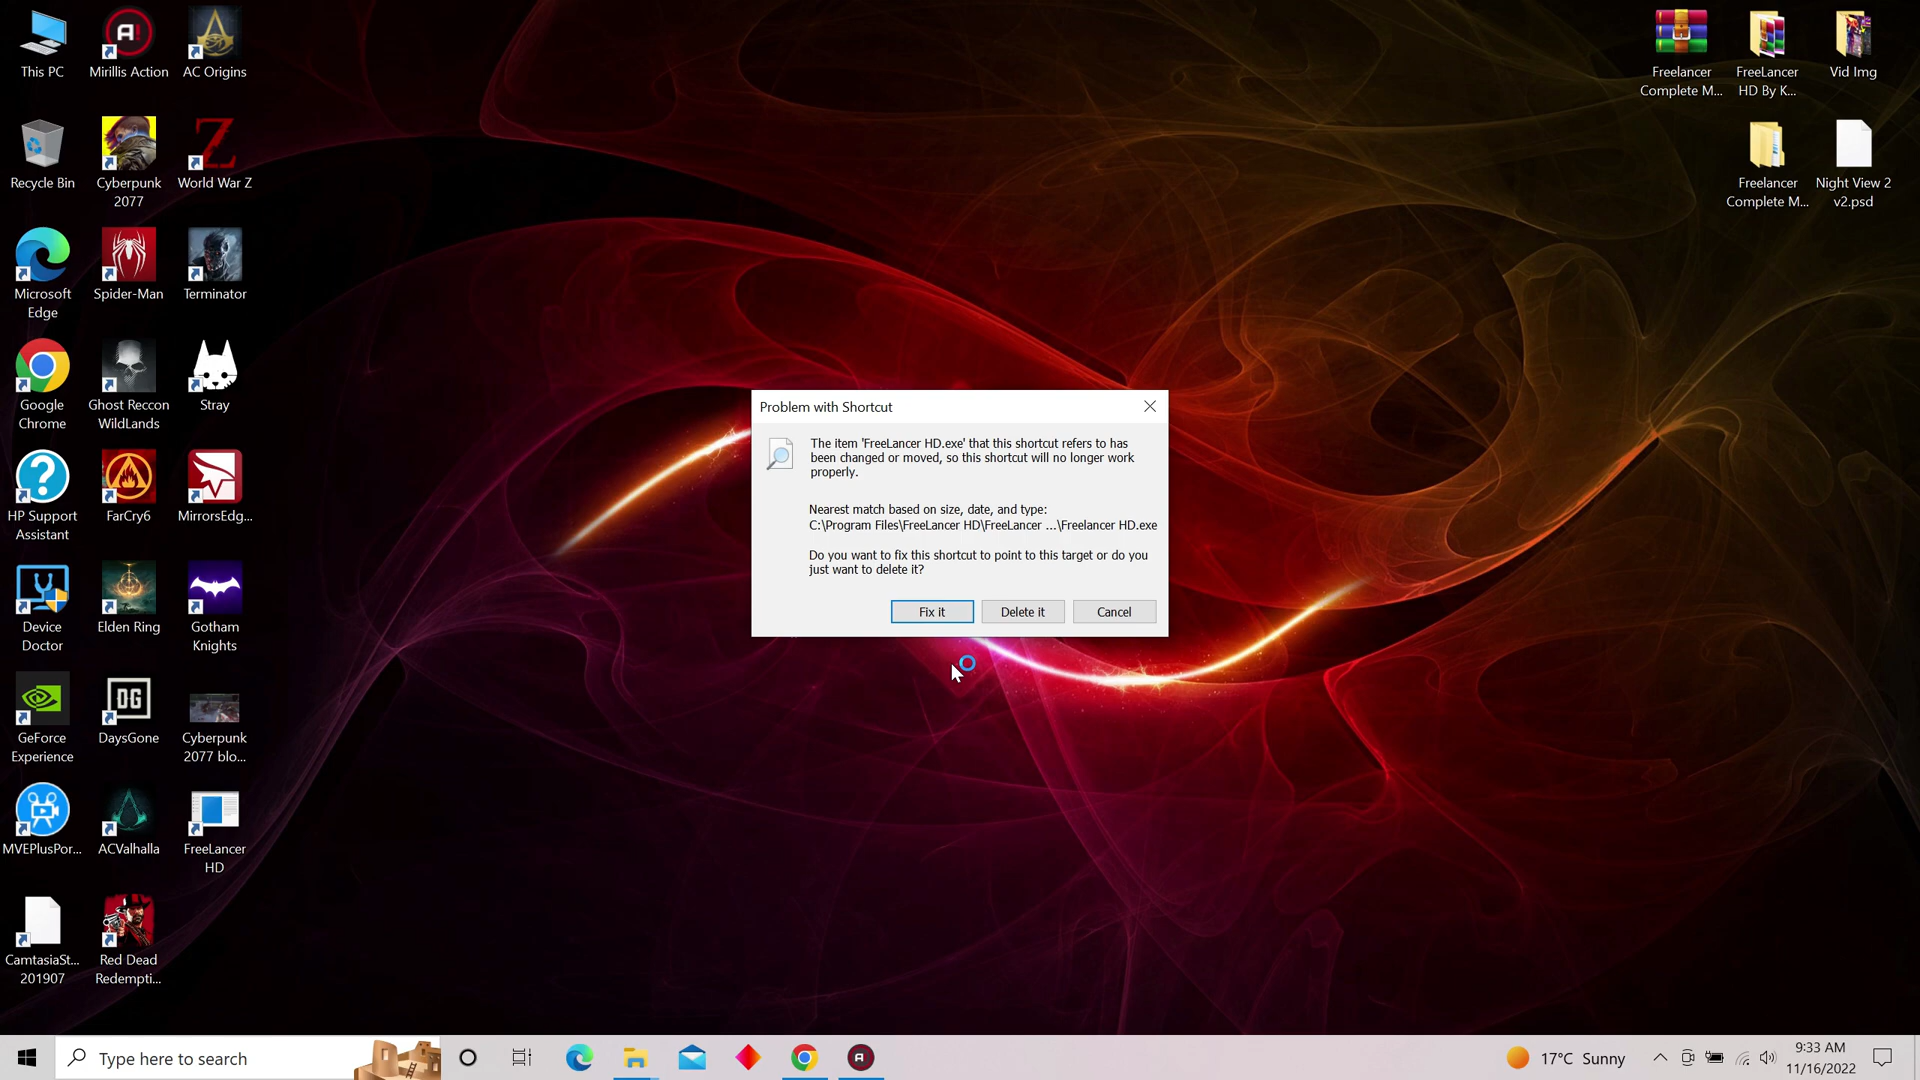 This PC
Mirillis Action
AC Origins
Recycle Bin
Cyberpunk
2077
World War Z
Microsoft
Edge
Spider-Man
Terminator
Google
Chrome
Ghost Reccon
WildLands
Stray
HP Support
Assistant
FarCry6
MirrorsEdg...
Device
Doctor
Elden Ring
Gotham
Knights
GeForce
Experience
DG
DaysGone
Cyberpunk
2077 blo...
MVEPlusPor...
ACValhalla
FreeLancer
HD
CamtasiaSt...
201907
Red Dead
Redempti...
Freelancer
Complete M...
FreeLancer
HD By K...
Vid Img
Freelancer
Complete M...
Night View 2
v2.psd
Problem with Shortcut
The item 'FreeLancer HD.exe' that this shortcut refers to has
been changed or moved, so this shortcut will no longer work
properly.
Nearest match based on size, date, and type:
C:\Program Files\FreeLancer HD\FreeLancer ...\Freelancer HD.exe
Do you want to fix this shortcut to point to this target or do you
just want to delete it?
Fix it
Delete it
Cancel
Type here to search
17°C Sunny
9:33 AM
11/16/2022